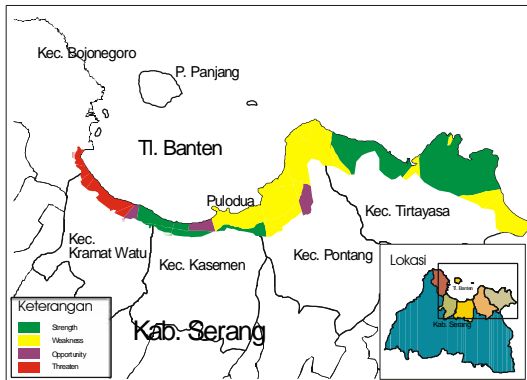 Kec. Bojonegoro
P. Panjang
Tl. Banten
Pulodua
Kec. Tirtayasa
Kec.
Kramat Watu
Kec. Kasemen
Kec. Pontang
Kab. Serang
Keterangan
Strength
Weakness
Opportunity
Threaten
Lokasi
Tl. Banten
Kab. Serang